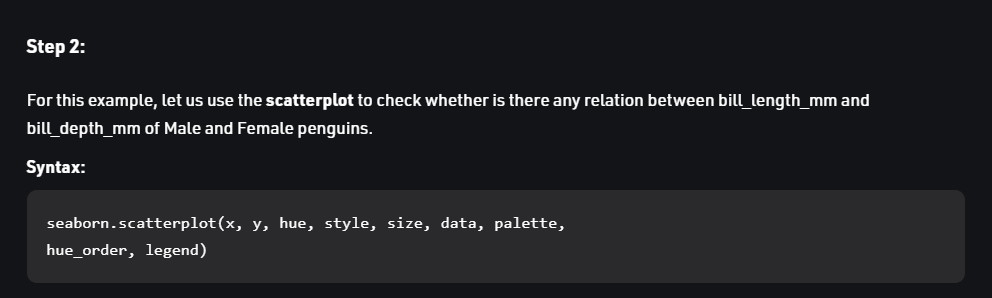 Step 2:
For this example, let us use the scatterplot to check whether is there any relation between bill_length_mm and
bill_depth_mm of Male and Female penguins.
Syntax:
seaborn.scatterplot(x, y, hue, style, size, data, palette,
hue_order, legend)